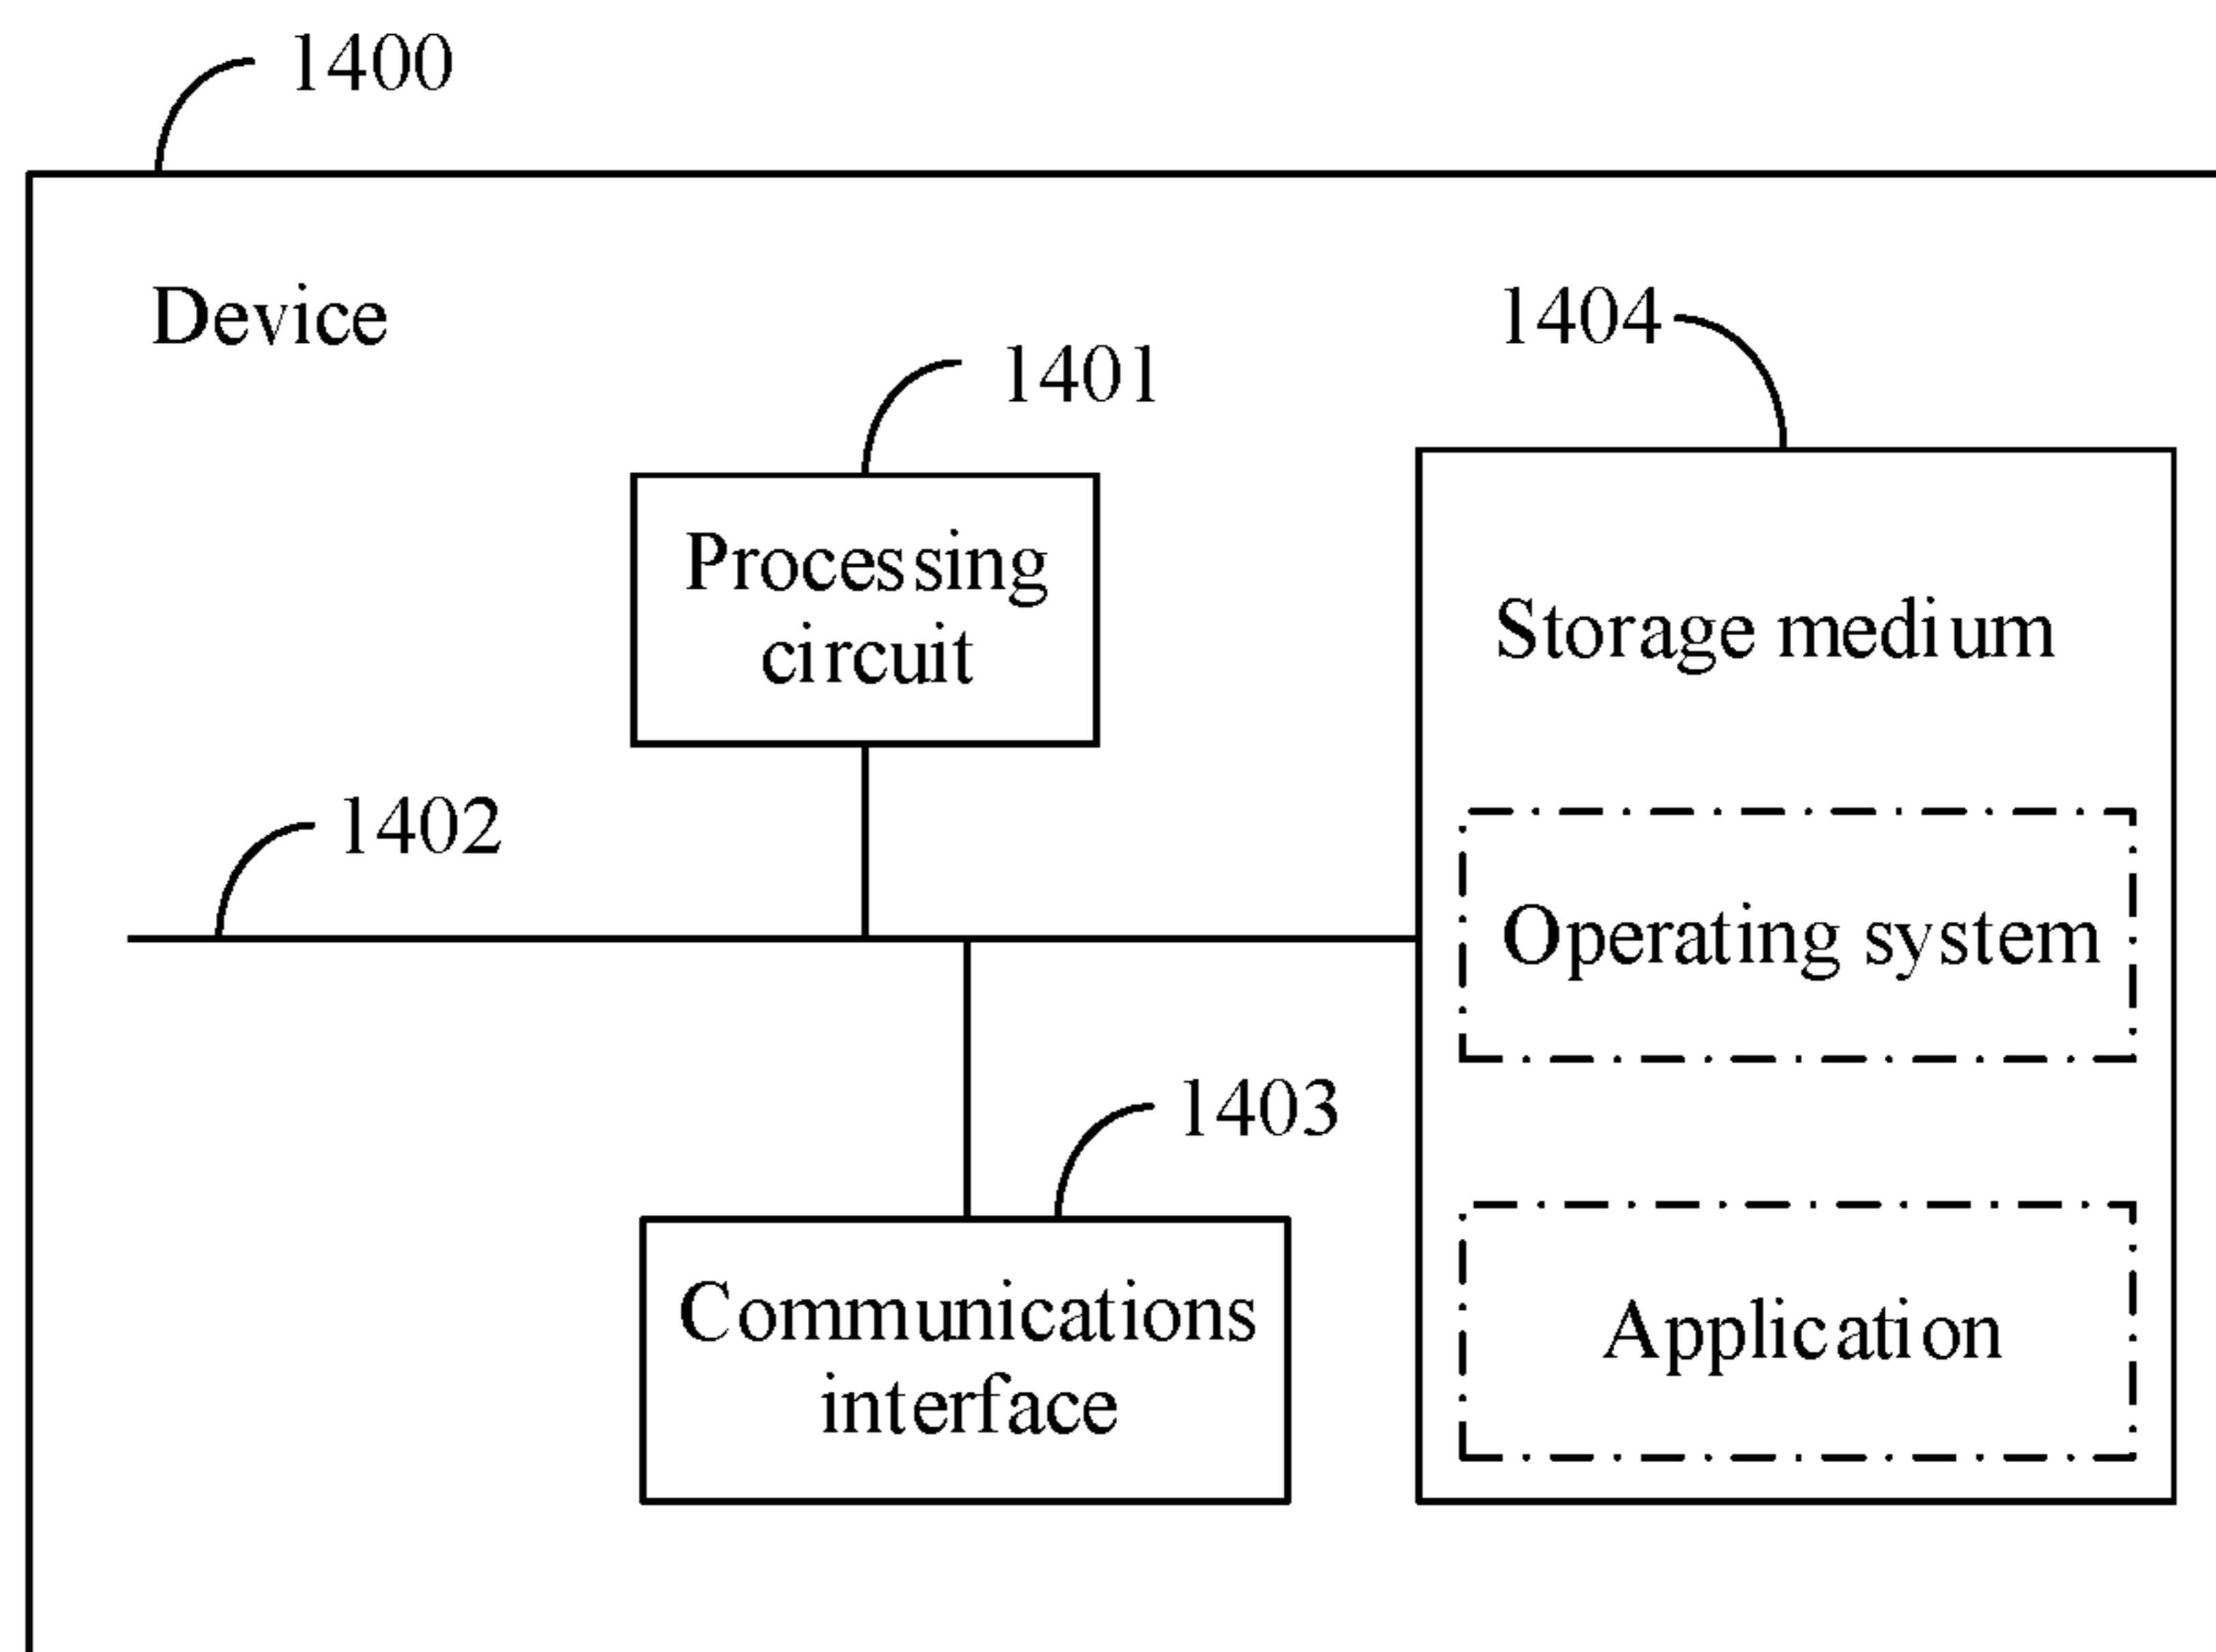 1400
Device
1404
1401
Processing
circuit
Storage medium
1402
Operating system
1403
Communications
interface
Application